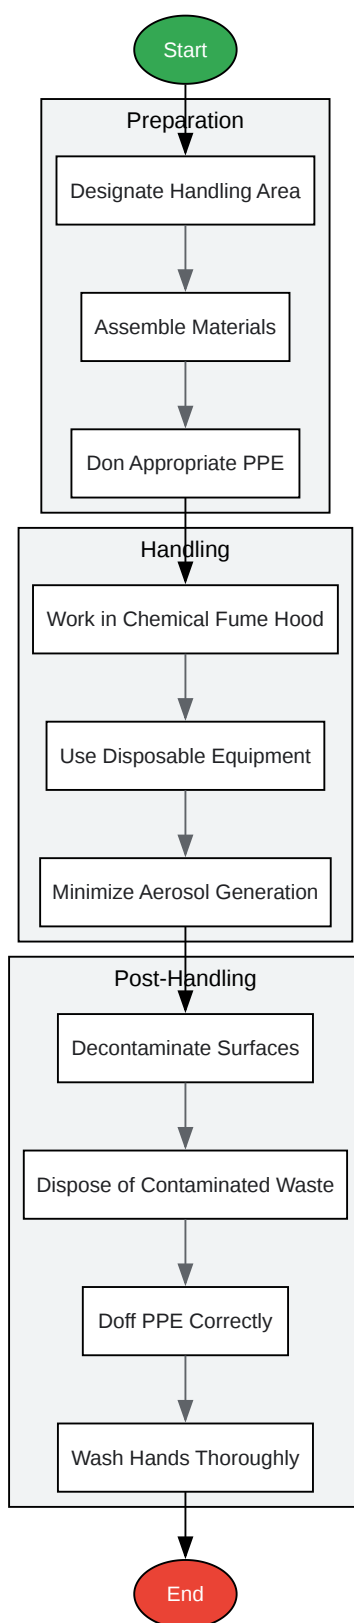 Start
Preparation
Designate Handling Area
Assemble Materials
Don Appropriate PPE
Handling
Work in Chemical Fume Hood
Use Disposable Equipment
Minimize Aerosol Generation
Post-Handling
Decontaminate Surfaces
Dispose of Contaminated Waste
Doff PPE Correctly
Wash Hands Thoroughly
End